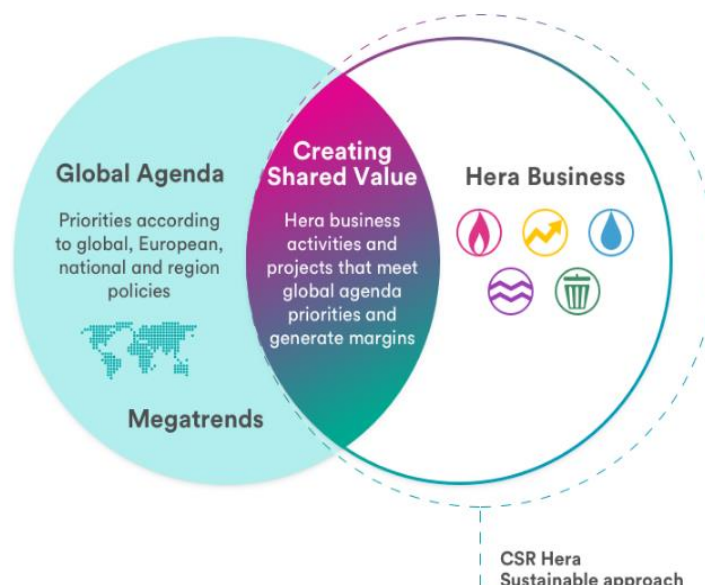 Global Agenda
Priorities according
to global, European,
national and region
policies
Megatrends
Creating
Shared Value
Hera business
activities and
projects that meet
global agenda
priorities and
generate margins
Hera Business
CSR Hera
Sustainable approach